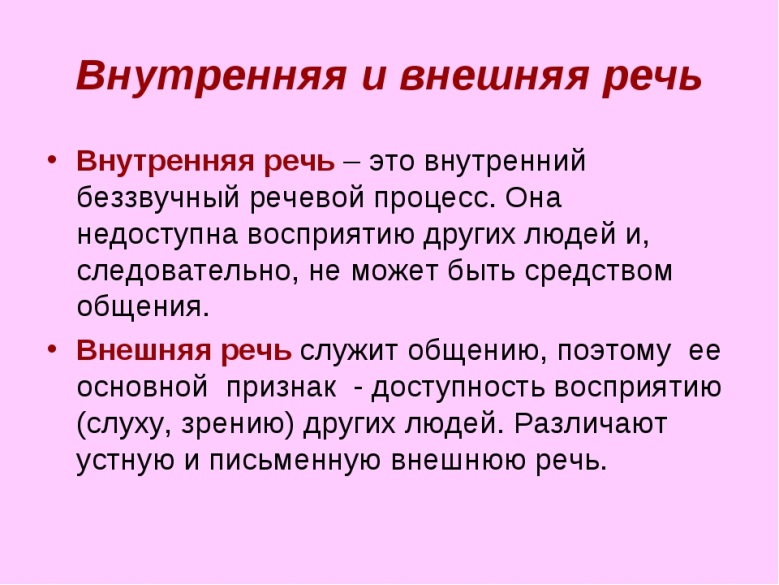 Внутренняя и внешняя речь
• Внутренняя речь – это внутренний
беззвучный речевой процесс. Она
недоступна восприятию других людей и,
следовательно, не может быть средством
общения.
• Внешняя речь служит общению, поэтому  ее
основной  признак  - доступность восприятию
(слуху, зрению) других людей. Различают
устную и письменную внешнюю речь.